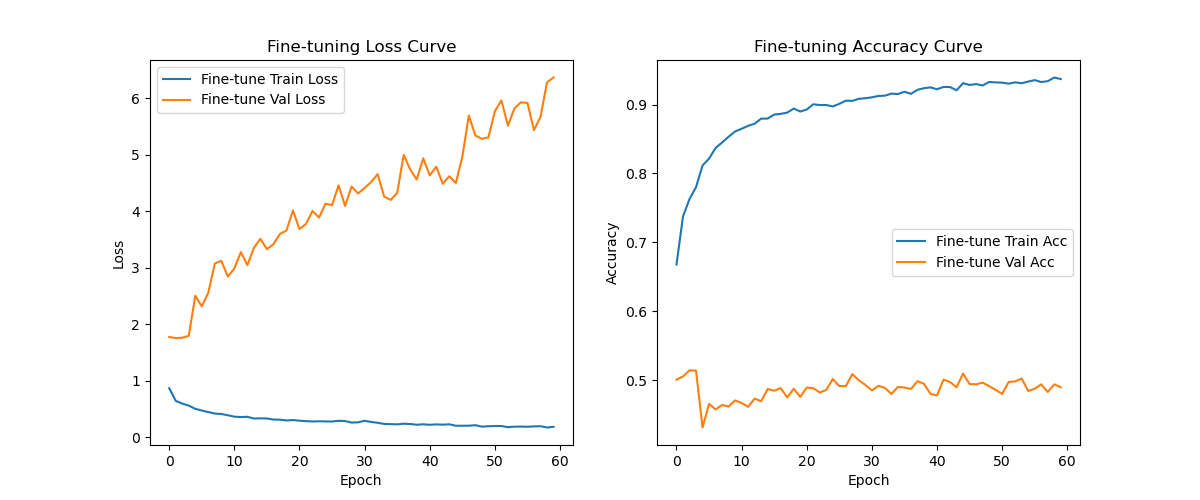 Fine-tuning Loss Curve
Fine-tune Train Loss
Fine-tune Val Loss
Loss
6
5
4
3
2
1
0
0 10 20 30 40 50 60
Epoch
Fine-tuning Accuracy Curve
Fine-tune Train Acc
Fine-tune Val Acc
Accuracy
0.9
0.8
0.7
0.6
0.5
0 10 20 30 40 50 60
Epoch